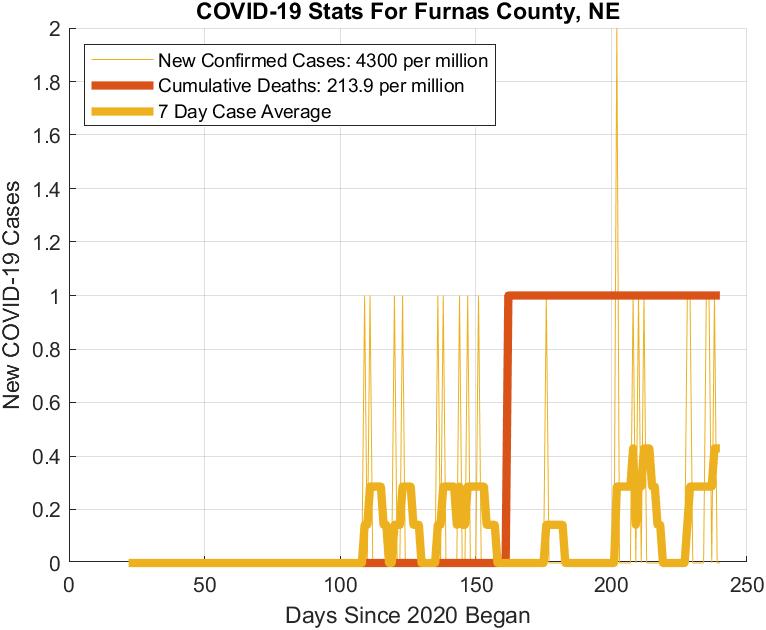 COVID-19 Stats For Furnas County, NE
New Confirmed Cases: 4300 per million
Cumulative Deaths: 213.9 per million
7 Day Case Average
New COVID-19 Cases
2
1.8
1.6
1.4
1.2
1
0.8
0.6
0.4
0.2
0
0 50 100 150 200 250
Days Since 2020 Began